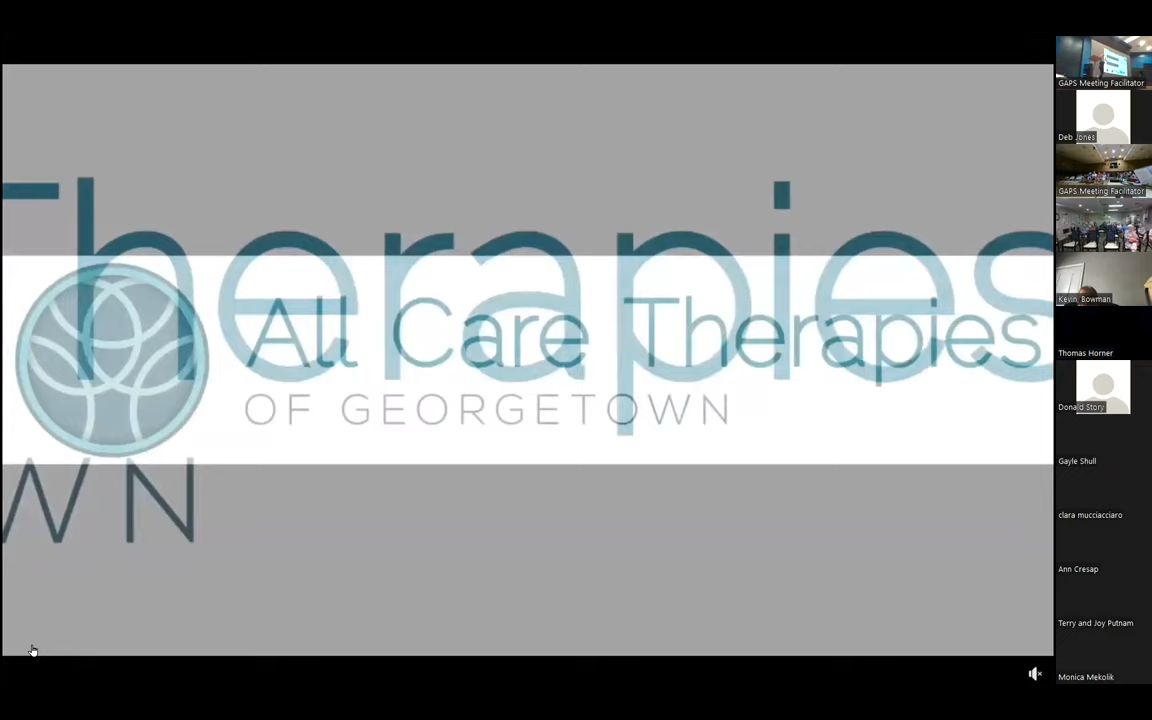 Therapies
All Care Therapies
OF GEORGETOWN
WN
GAPS Meeting Facilitator
Deb Jones
GAPS Meeting Facilitator
Kevin, Bowman
Thomas Horner
Donald Story
Gayle Shull
clara mucciacciaro
Ann Cresap
Terry and Joy Putnam
Monica Mekolik